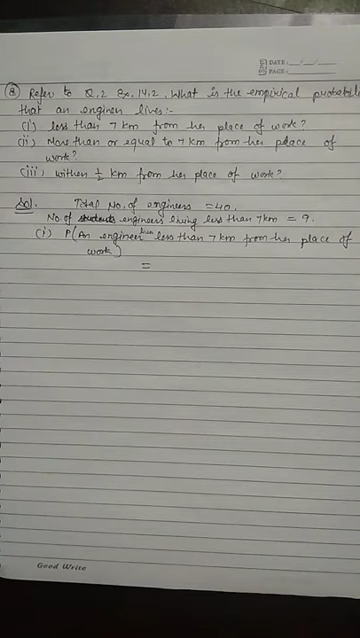 DATE: __/__/__
PAGE:
⑧ Refer to Q.2 Ex. 14.2. What is the empirical probabile
that an engineer lives:-
(i) less than 7 km from her place of work?
(ii) More than or equal to 7 km from her place of
work?
(iii) within 1/2 km from her place of work?
Sol. Total No. of engineers = 40.
No of engineers living less than 7 km = 9.
(i) P(An engineer lives less than 7 km from her place of
work)
=
Good Write